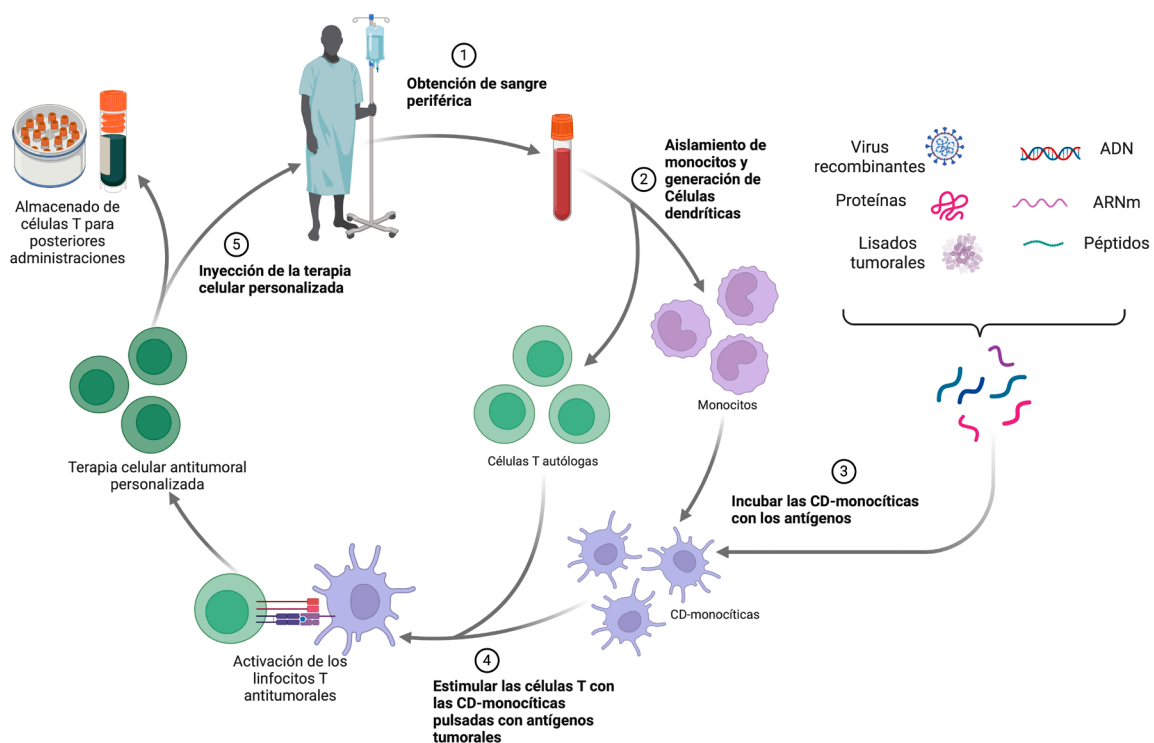 1
Obtención de sangre
periférica
2
Aislamiento de
monocitos y
generación de
Células
dendríticas
Virus
recombinantes
ADN
Proteínas
ARNm
Lisados
tumorales
Péptidos
Almacenado de
células T para
posteriores
administraciones
5
Inyección de la terapia
celular personalizada
Monocitos
Células T autólogas
Terapia celular antitumoral
personalizada
3
Incubar las CD-monocíticas
con los antígenos
CD-monocíticas
Activación de los
linfocitos T
antitumorales
4
Estimular las células T con
las CD-monocíticas
pulsadas con antígenos
tumorales